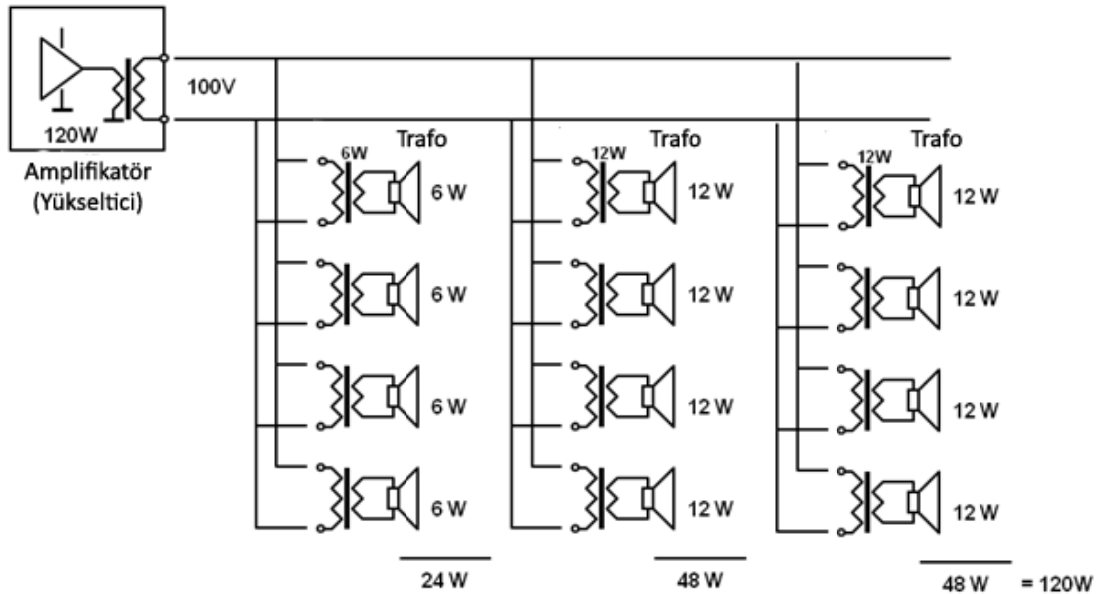 100V
120W
Amplifikatör
(Yükseltici)
Trafo
Trafo
Trafo
6W
12W
12W
6 W
12 W
12 W
6 W
12 W
12 W
6 W
12 W
12 W
6 W
12 W
12 W
24 W
48 W
48 W = 120W